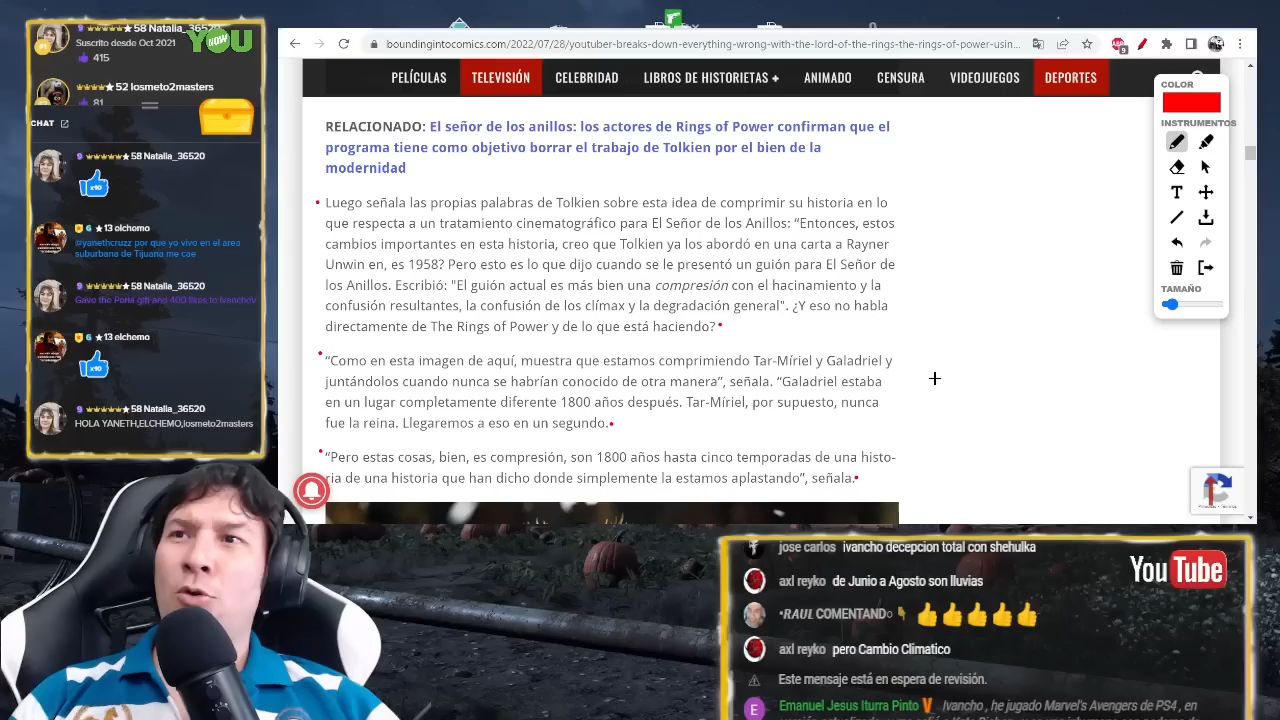 9 58 Natalia_36520
Suscrito desde Oct 2021
415
YOU
NOW
52 losmeto2masters
81
CHAT
9 58 Natalia_36520
x10
6 13 elchemo
@yanethcruzz por que yo vivo en el area
suburbana de Tijuana me cae
9 58 Natalia_36520
6 13 elchemo
x10
9 58 Natalia_36520
HOLA YANETH,ELCHEMO,losmeto2masters
boundingintocomics.com/2022/07/28/youtuber-breaks-down-everything-wrong-with-the-lord-of-the-rings-the-rings-of-power-usin...
9
PELÍCULAS TELEVISIÓN CELEBRIDAD LIBROS DE HISTORIETAS + ANIMADO CENSURA VIDEOJUEGOS DEPORTES
RELACIONADO: El señor de los anillos: los actores de Rings of Power confirman que el
programa tiene como objetivo borrar el trabajo de Tolkien por el bien de la
modernidad
Luego señala las propias palabras de Tolkien sobre esta idea de comprimir su historia en lo
que respecta a un tratamiento cinematográfico para El Señor de los Anillos: “Entonces, estos
cambios importantes en esta historia, creo que Tolkien ya los abordó en una carta a Rayner
Unwin en, es 1958? Pero esto es lo que dijo cuando se le presentó un guión para El Señor de
los Anillos. Escribió: "El guión actual es más bien una compresión con el hacinamiento y la
confusión resultantes, la confusión de los clímax y la degradación general". ¿Y eso no habla
directamente de The Rings of Power y de lo que está haciendo?
“Como en esta imagen de aquí, muestra que estamos comprimiendo Tar-Míriel y Galadriel y
juntándolos cuando nunca se habrían conocido de otra manera”, señala. “Galadriel estaba
en un lugar completamente diferente 1800 años después. Tar-Míriel, por supuesto, nunca
fue la reina. Llegaremos a eso en un segundo.
“Pero estas cosas, bien, es compresión, son 1800 años hasta cinco temporadas de una histo-
ria de una historia que han dicho donde simplemente la estamos aplastando”, señala.
COLOR
INSTRUMENTOS
T
TAMAÑO
jose carlos ivancho decepcion total con shehulka
axl reyko de Junio a Agosto son lluvias
•RAUL COMENTANDo
axl reyko pero Cambio Climatico
Este mensaje está en espera de revisión.
E Emanuel Jesus Iturra Pinto Ivancho , he jugado Marvel's Avengers de PS4 , en
YouTube